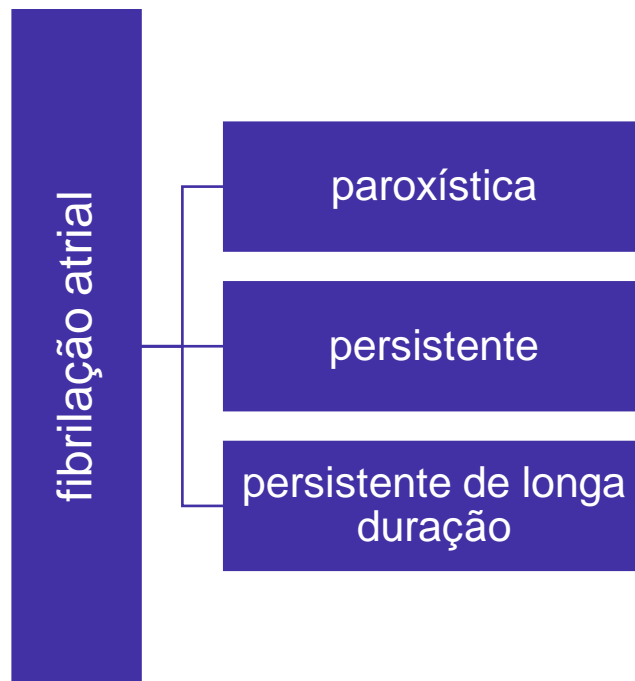 fibrilação atrial
paroxística
persistente
persistente de longa
duração